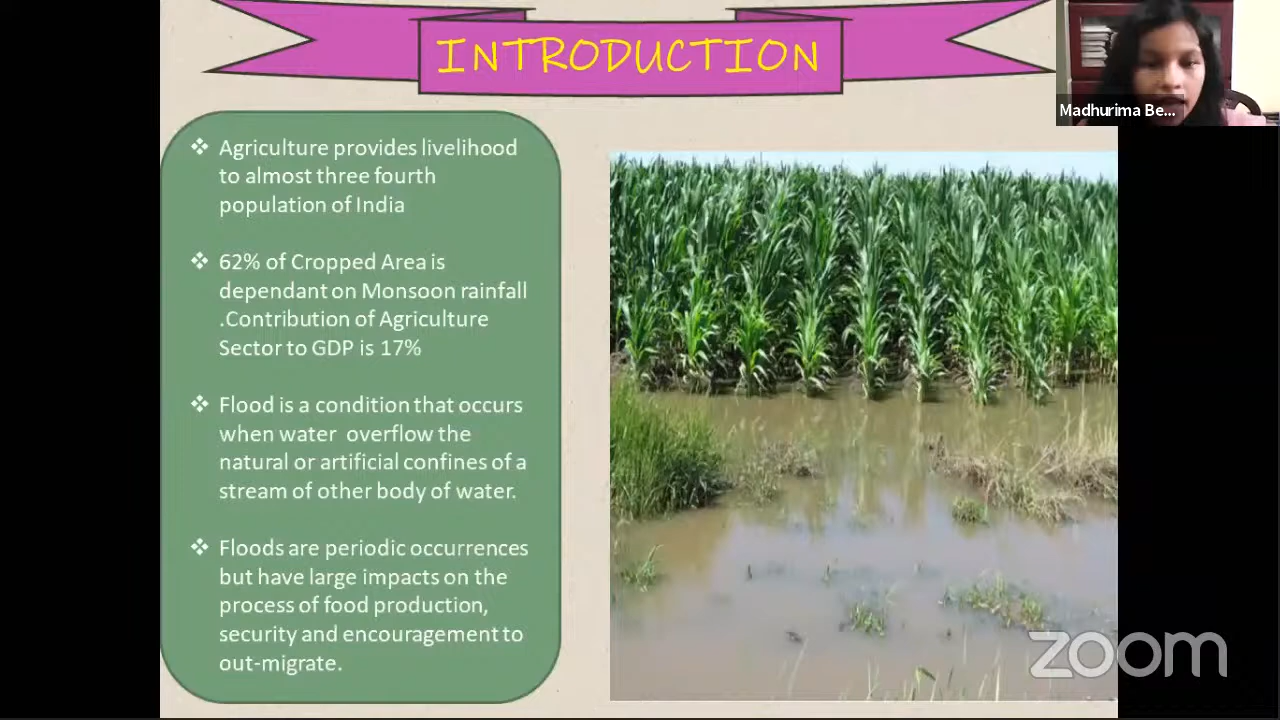 INTRODUCTION
Madhurima Be...
❖ Agriculture provides livelihood
to almost three fourth
population of India
❖ 62% of Cropped Area is
dependant on Monsoon rainfall
.Contribution of Agriculture
Sector to GDP is 17%
❖ Flood is a condition that occurs
when water overflow the
natural or artificial confines of a
stream of other body of water.
❖ Floods are periodic occurrences
but have large impacts on the
process of food production,
security and encouragement to
out-migrate.
zoom